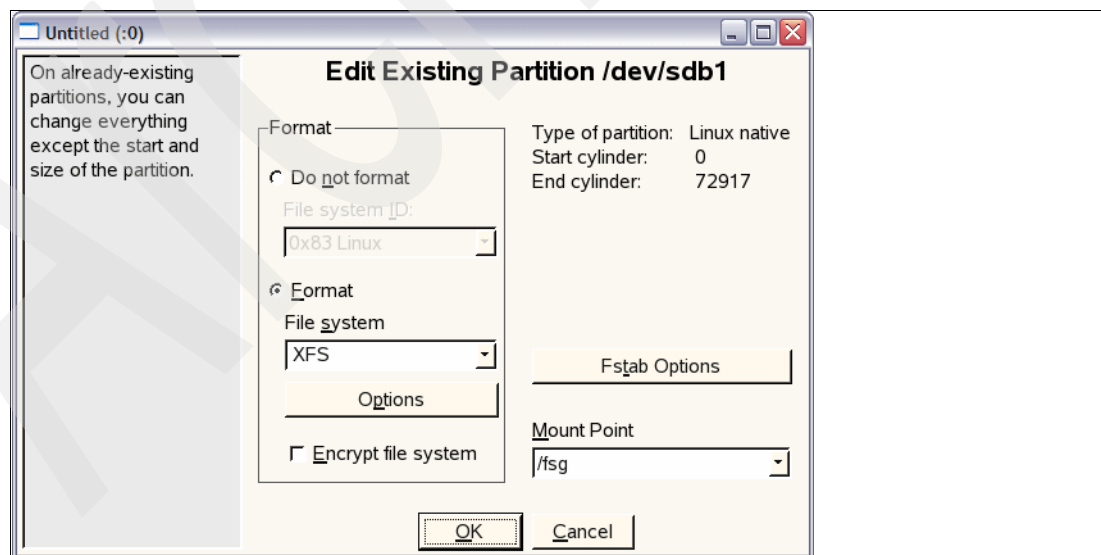 Untitled (:0)
On already-existing
partitions, you can
change everything
except the start and
size of the partition.
Edit Existing Partition /dev/sdb1
Format
Do not format
File system ID:
0x83 Linux
Format
File system
XFS
Options
Encrypt file system
Type of partition: Linux native
Start cylinder: 0
End cylinder: 72917
Fstab Options
Mount Point
/fsg
OK
Cancel